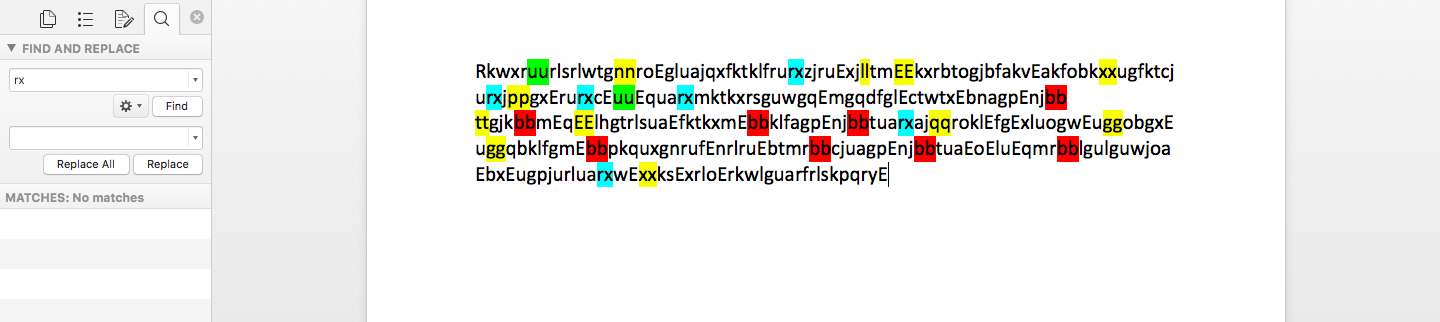 FIND AND REPLACE
rx
Find
Replace All
Replace
MATCHES: No matches
RkwxruurlsrlwtgnnroEgluajqxfktklfrurxzjruExjlltmEEkxrbtogjbfakvEakfobkxxugfktcj
urxjppgxErurxcEuuEquarxmktkxrsguwgqEmgqdfglEctwtxEbnagpEnjbb
ttgjkbbmEqEElhgtrlsuaEfktkxmEbbklfagpEnjbbtuarxajqqroklEfgExluogwEuggobgxE
uggqbklfgmEbbpkquxgnrufEnrlruEbtmrbbcjuagpEnjbbtuaEoEluEqmrbblgulguwjoa
EbxEugpjurluarxwExxksExrloErkwlguarfrlskpqryE